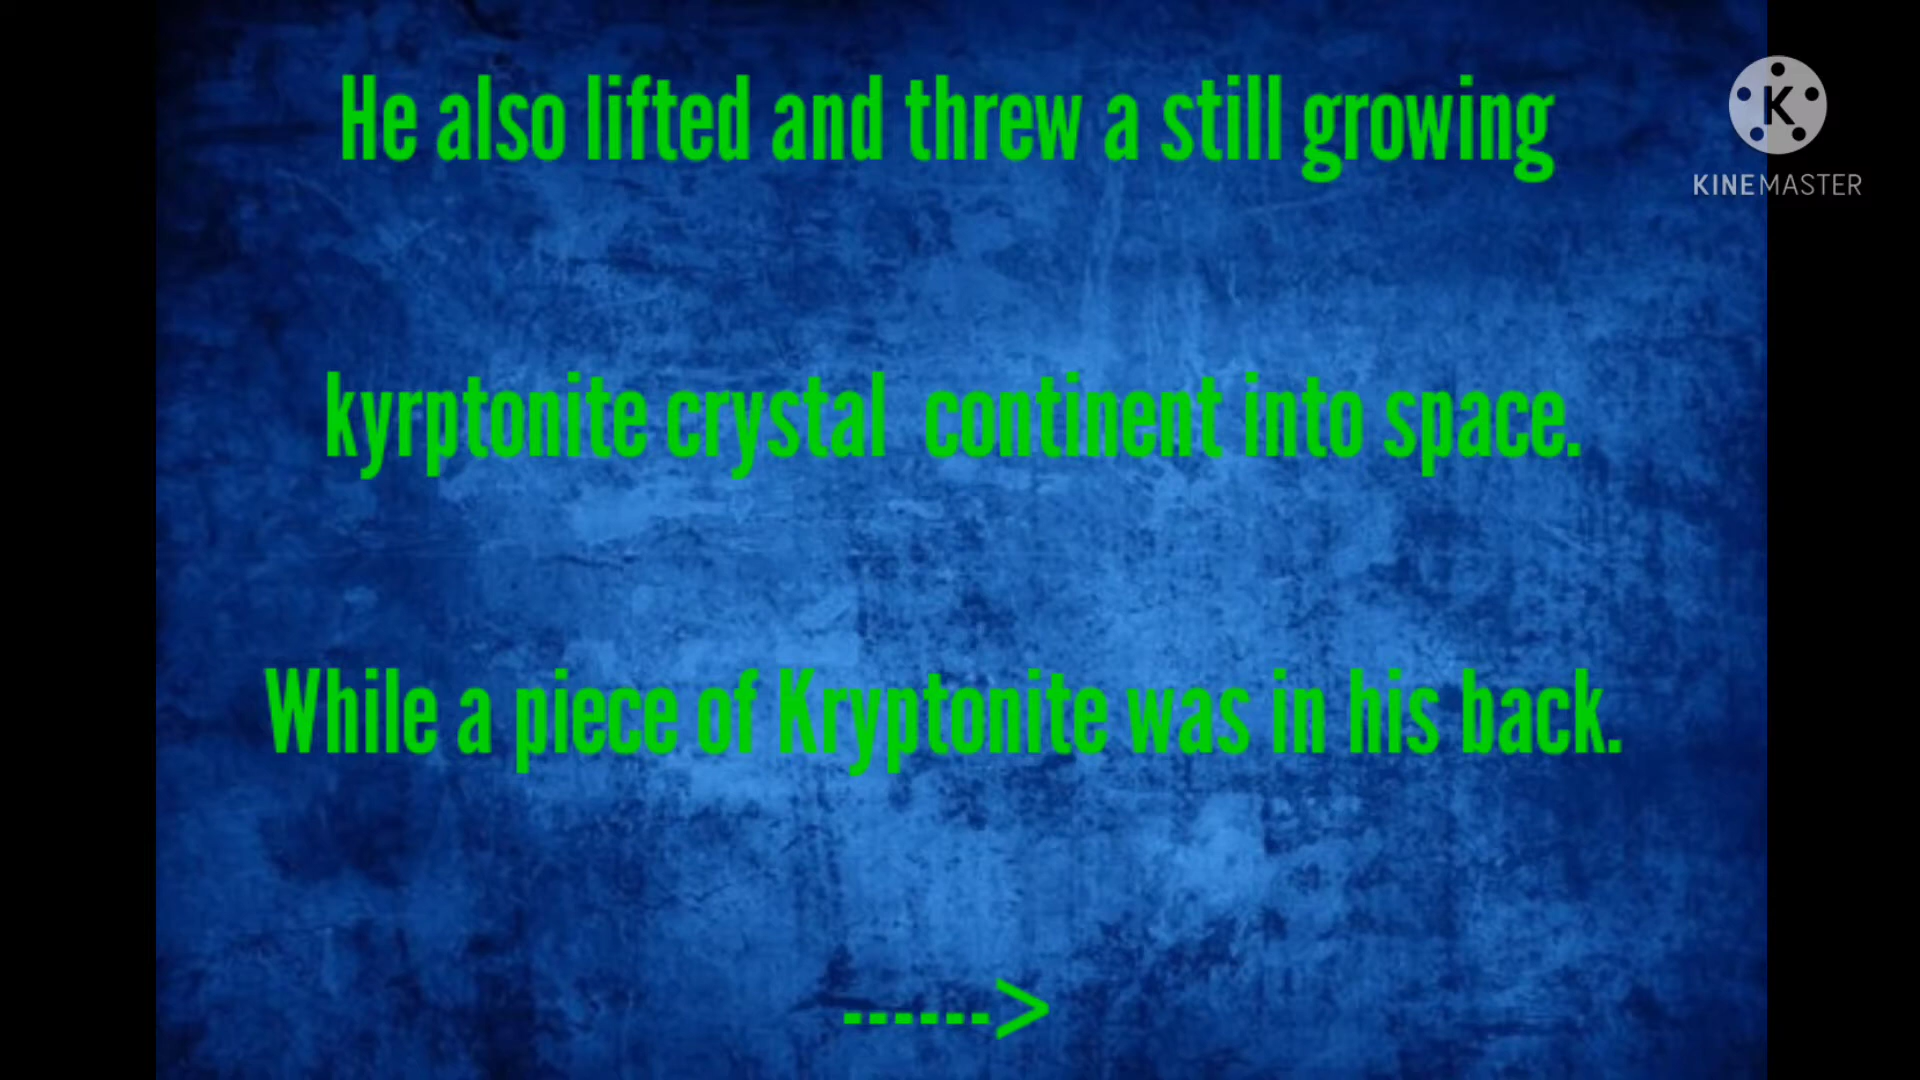 He also lifted and threw a still growing
K
KINEMASTER
kyrptonite crystal continent into space.
While a piece of Kryptonite was in his back.
------>